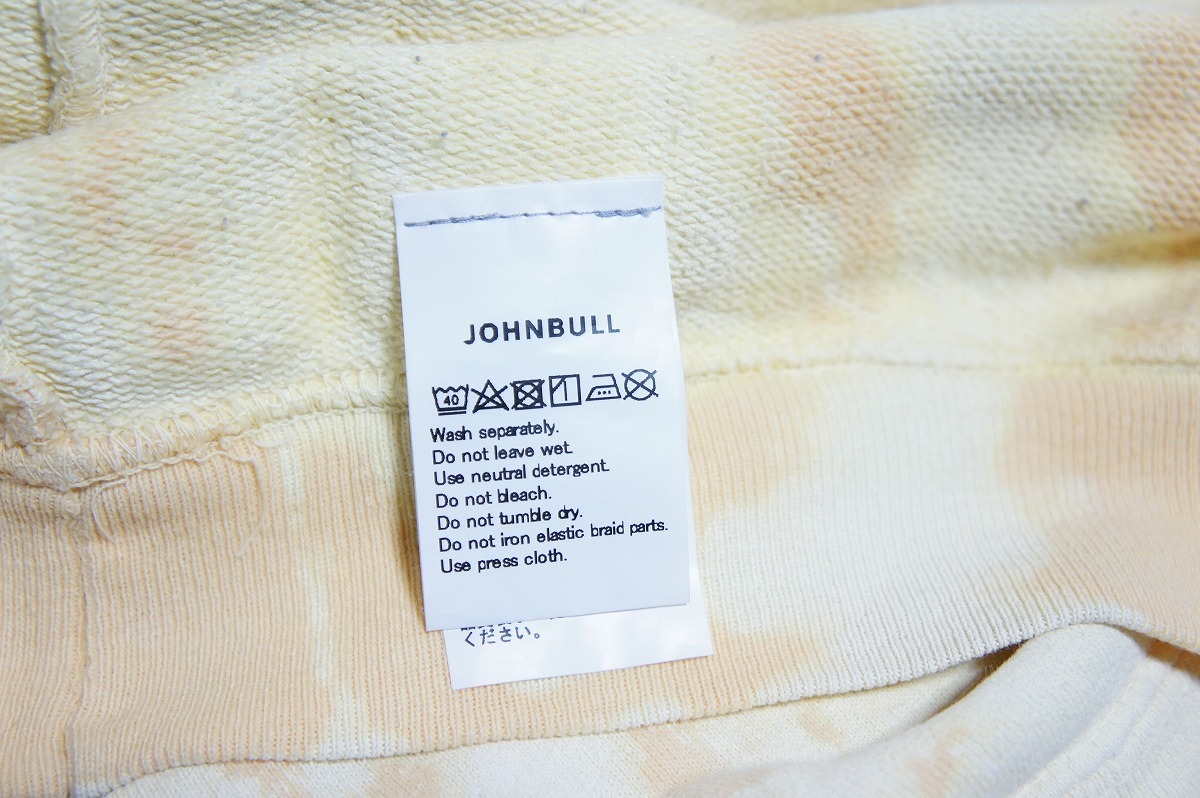 JOHNBULL
40
Wash separately.
Do not leave wet.
Use neutral detergent.
Do not bleach.
Do not tumble dry.
Do not iron elastic braid parts.
Use press cloth.
ください。